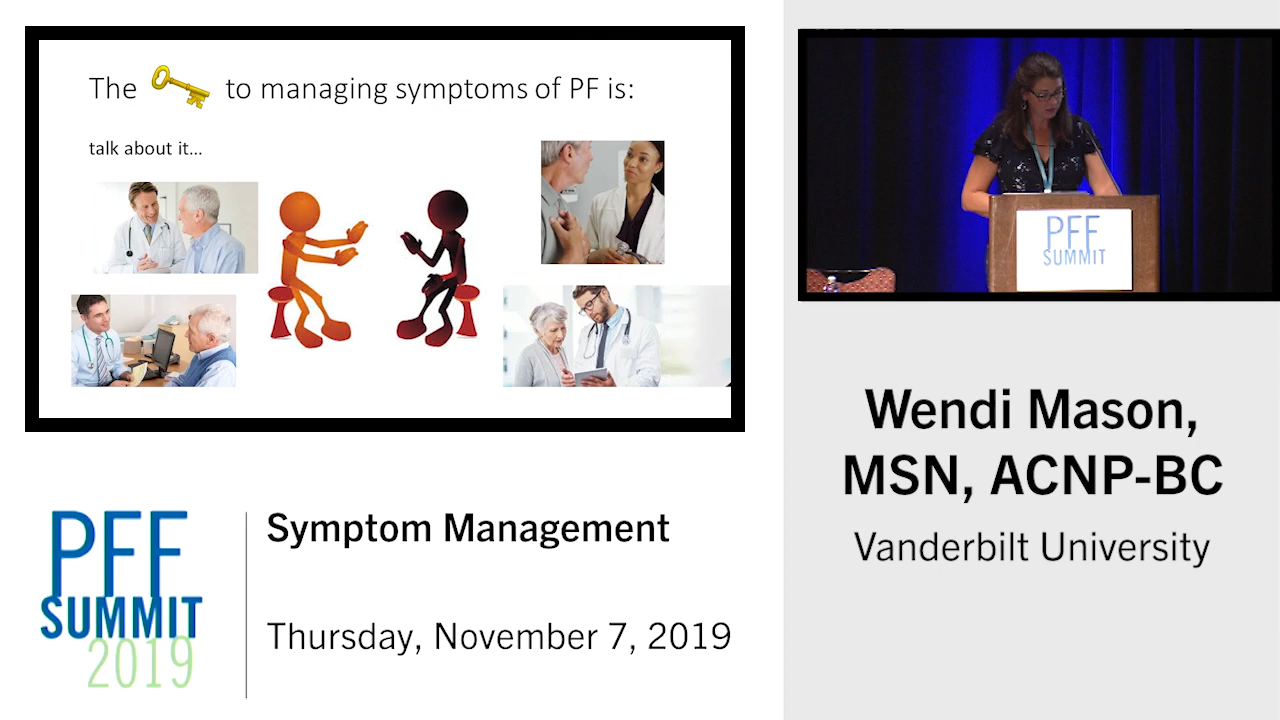 The to managing symptoms of PF is:
talk about it...
PFF
SUMMIT
Wendi Mason,
MSN, ACNP-BC
Vanderbilt University
PFF
SUMMIT
2019
Symptom Management
Thursday, November 7, 2019